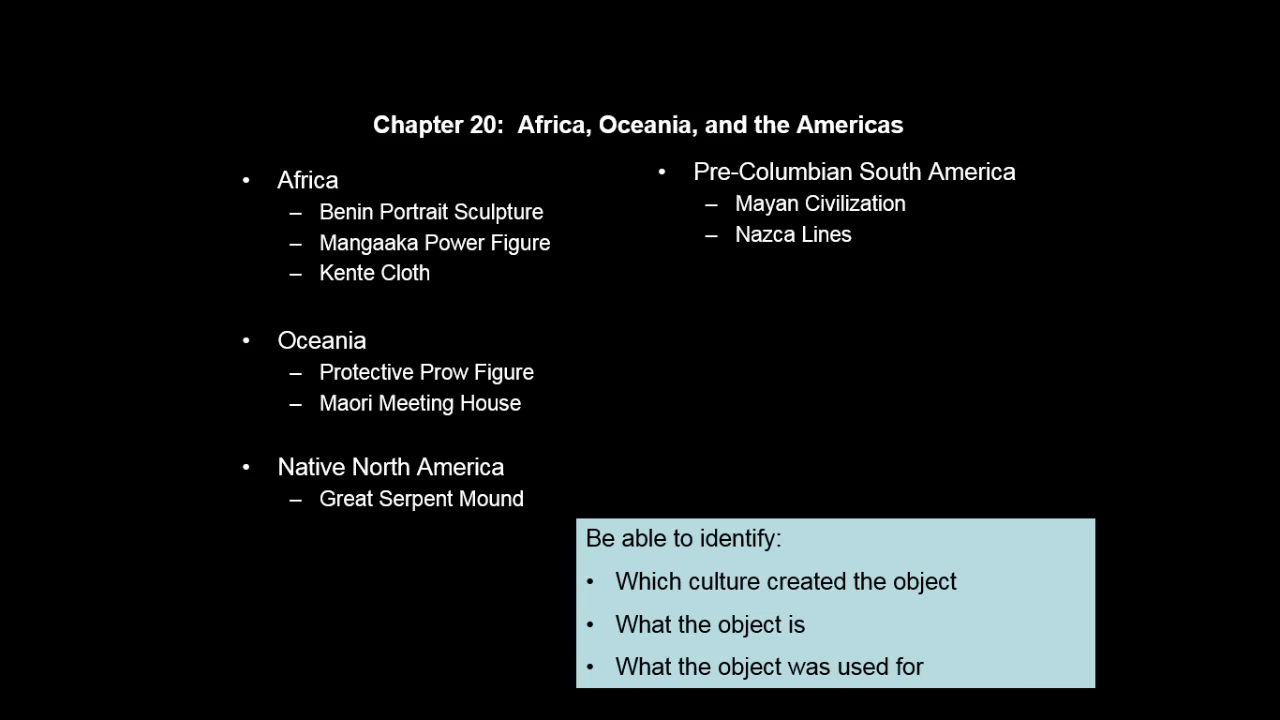 Chapter 20: Africa, Oceania, and the Americas
• Africa
– Benin Portrait Sculpture
– Mangaaka Power Figure
– Kente Cloth
• Oceania
– Protective Prow Figure
– Maori Meeting House
• Native North America
– Great Serpent Mound
• Pre-Columbian South America
– Mayan Civilization
– Nazca Lines
Be able to identify:
• Which culture created the object
• What the object is
• What the object was used for